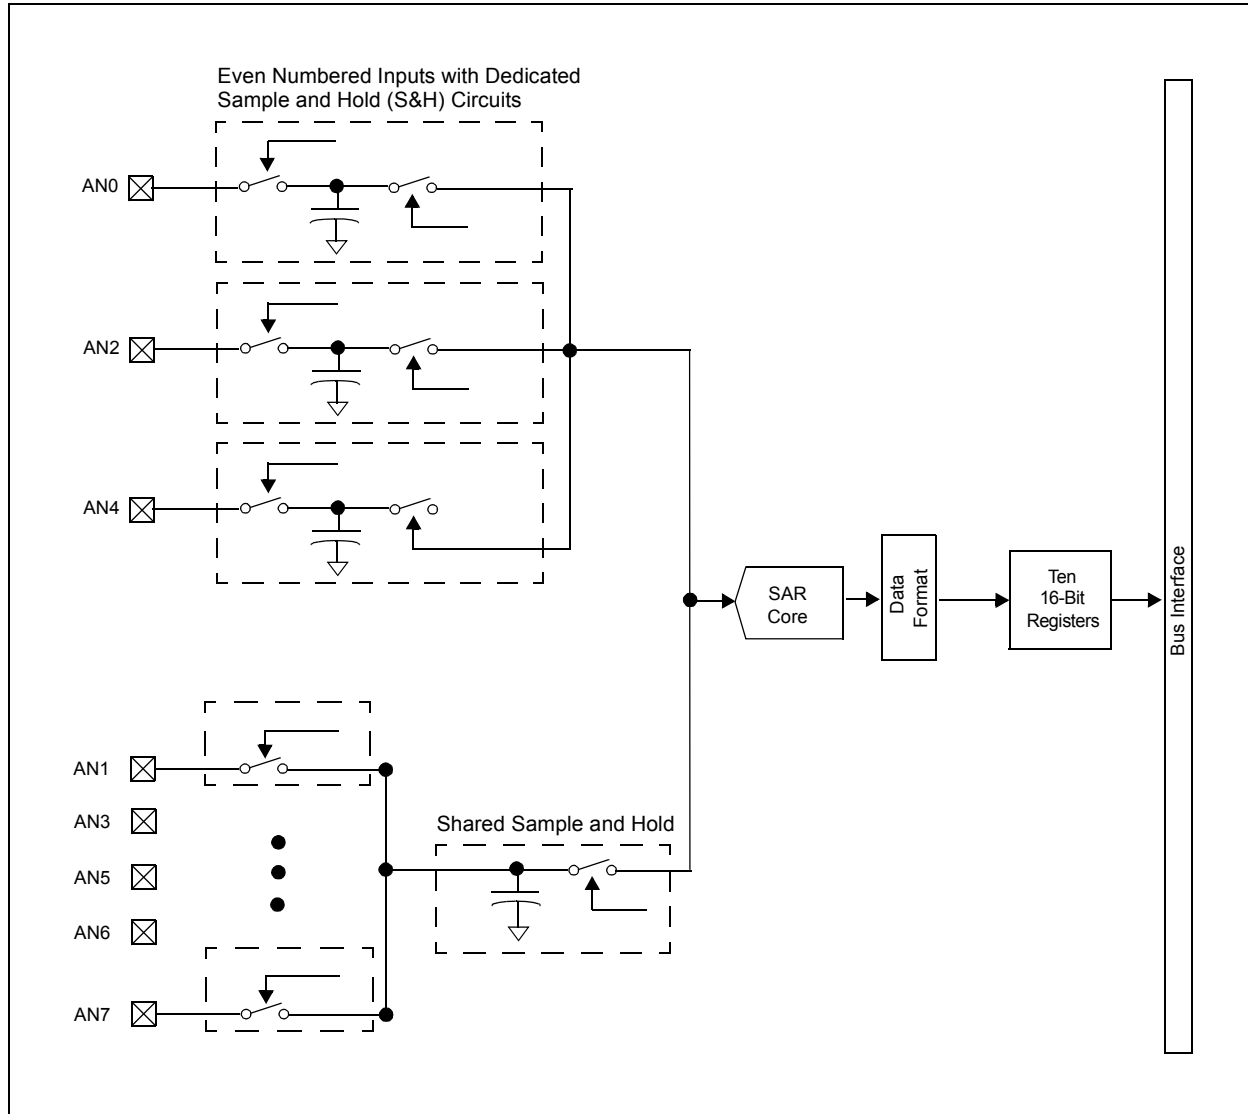 Even Numbered Inputs with Dedicated
Sample and Hold (S&H) Circuits
AN0
AN2
AN4
SAR
Core
Data
Format
Ten
16-Bit
Registers
Bus Interface
AN1
AN3
AN5
AN6
AN7
Shared Sample and Hold